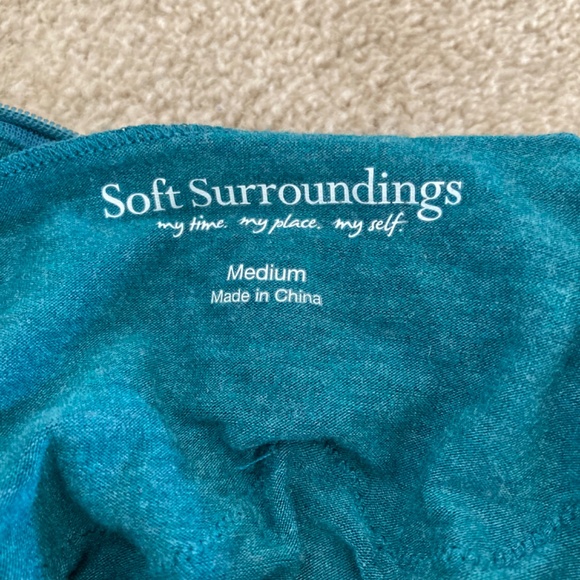 Soft Surroundings
my time. my place. my self.
Medium
Made in China